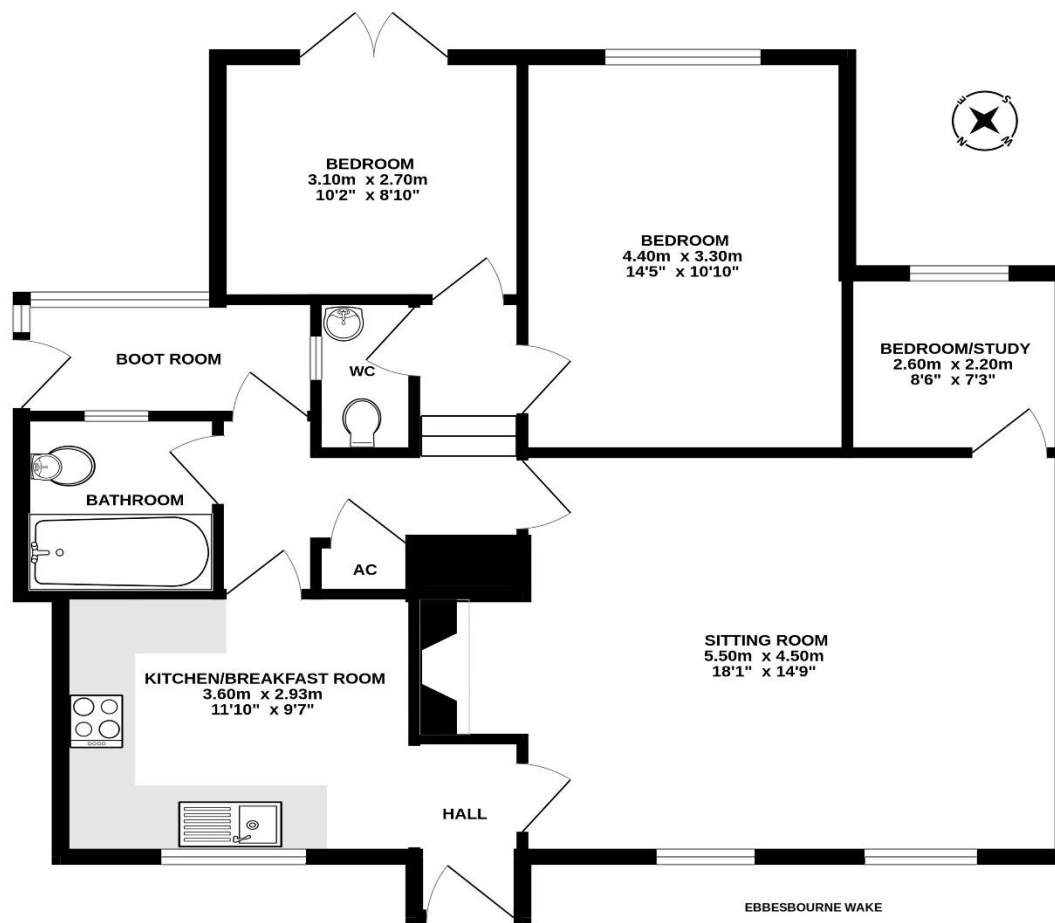 BEDROOM
3.10m x 2.70m
10'2" x 8'10"
E
S
N
W
BEDROOM
4.40m x 3.30m
14'5" x 10'10"
BOOT ROOM
WC
BEDROOM/STUDY
2.60m x 2.20m
8'6" x 7'3"
BATHROOM
AC
SITTING ROOM
5.50m x 4.50m
18'1" x 14'9"
KITCHEN/BREAKFAST ROOM
3.60m x 2.93m
11'10" x 9'7"
HALL
EBBESBOURNE WAKE